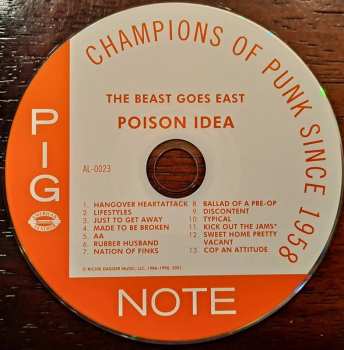 CHAMPIONS OF PUNK SINCE 1958
THE BEAST GOES EAST
POISON IDEA
PIG
AL-0023
1. HANGOVER HEARTATTACK
2. LIFESTYLES
3. JUST TO GET AWAY
4. MADE TO BE BROKEN
5. AA
6. RUBBER HUSBAND
7. NATION OF FINKS
8. BALLAD OF A PRE-OP
9. DISCONTENT
10. TYPICAL
11. KICK OUT THE JAMS*
12. SWEET HOME PRETTY
VACANT
13. COP AN ATTITUDE
NOTE